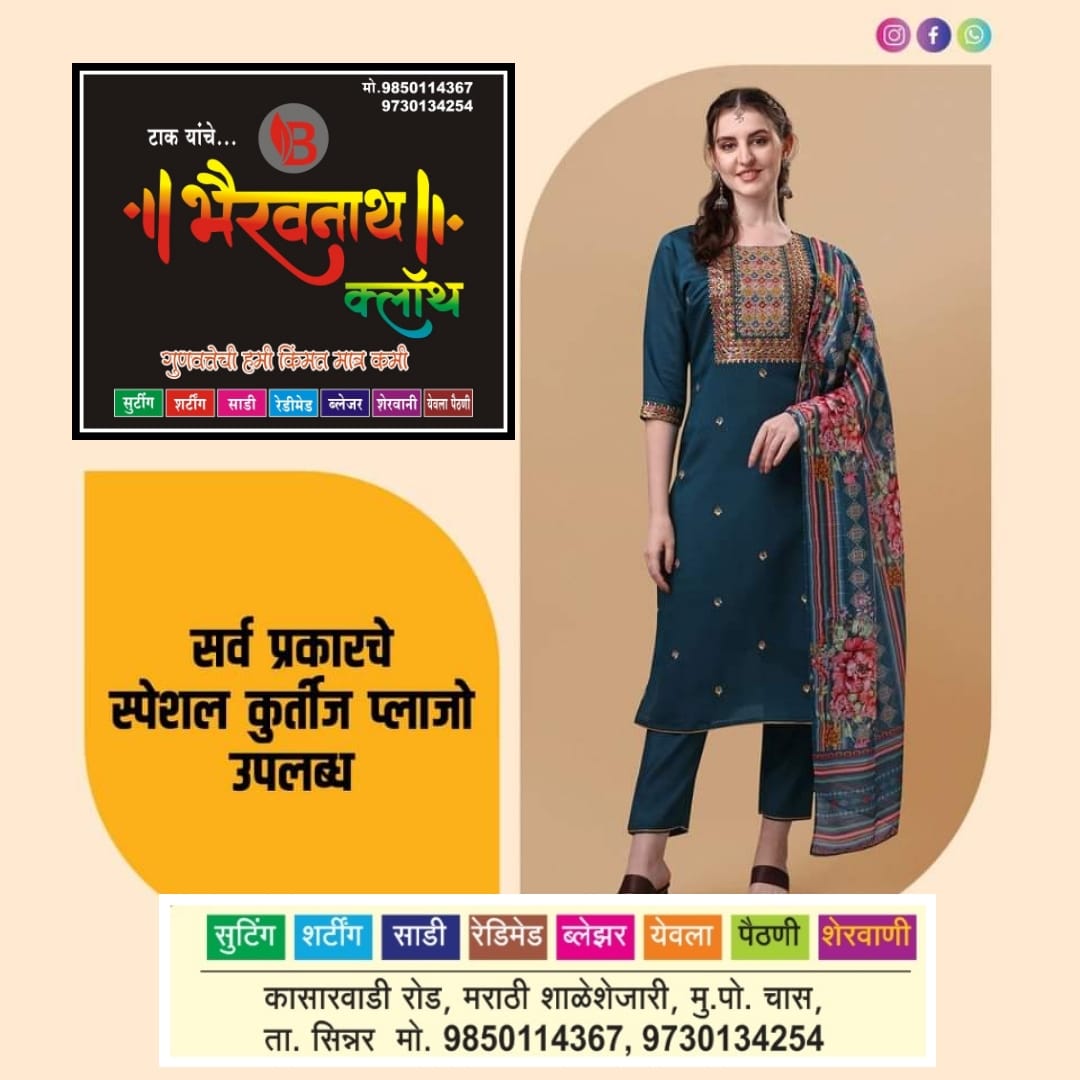 मो.9850114367
9730134254
टाक यांचे...
B
॥भैरवनाथ॥
क्लॉथ
गुणवत्तेची हमी किंमत मात्र कमी
सुर्टीग शर्टींग साडी रेडीमेड ब्लेजर शेरवानी येवला पैठणी
सर्व प्रकारचे
स्पेशल कुर्तीज प्लाजो
उपलब्ध
सुटिंग शर्टींग साडी रेडिमेड ब्लेझर येवला पैठणी शेरवाणी
कासारवाडी रोड, मराठी शाळेशेजारी, मु.पो. चास,
ता. सिन्नर मो. 9850114367, 9730134254